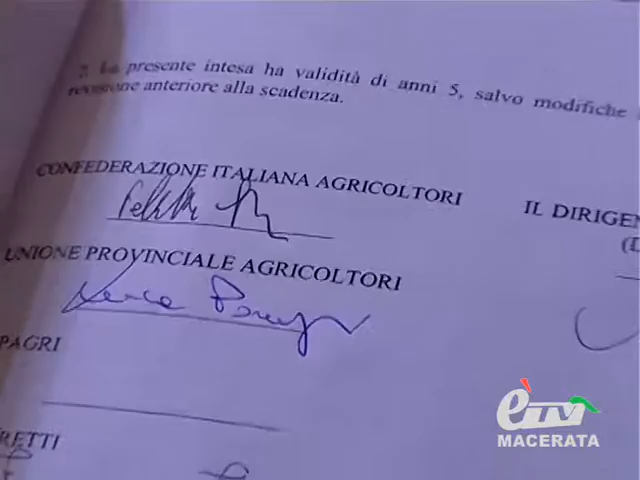 La presente intesa ha validità di anni 5, salvo modifiche
revisione anteriore alla scadenza.
CONFEDERAZIONE ITALIANA AGRICOLTORI
IL DIRIGEN
UNIONE PROVINCIALE AGRICOLTORI
PAGRI
RETTI
èTV
MACERATA